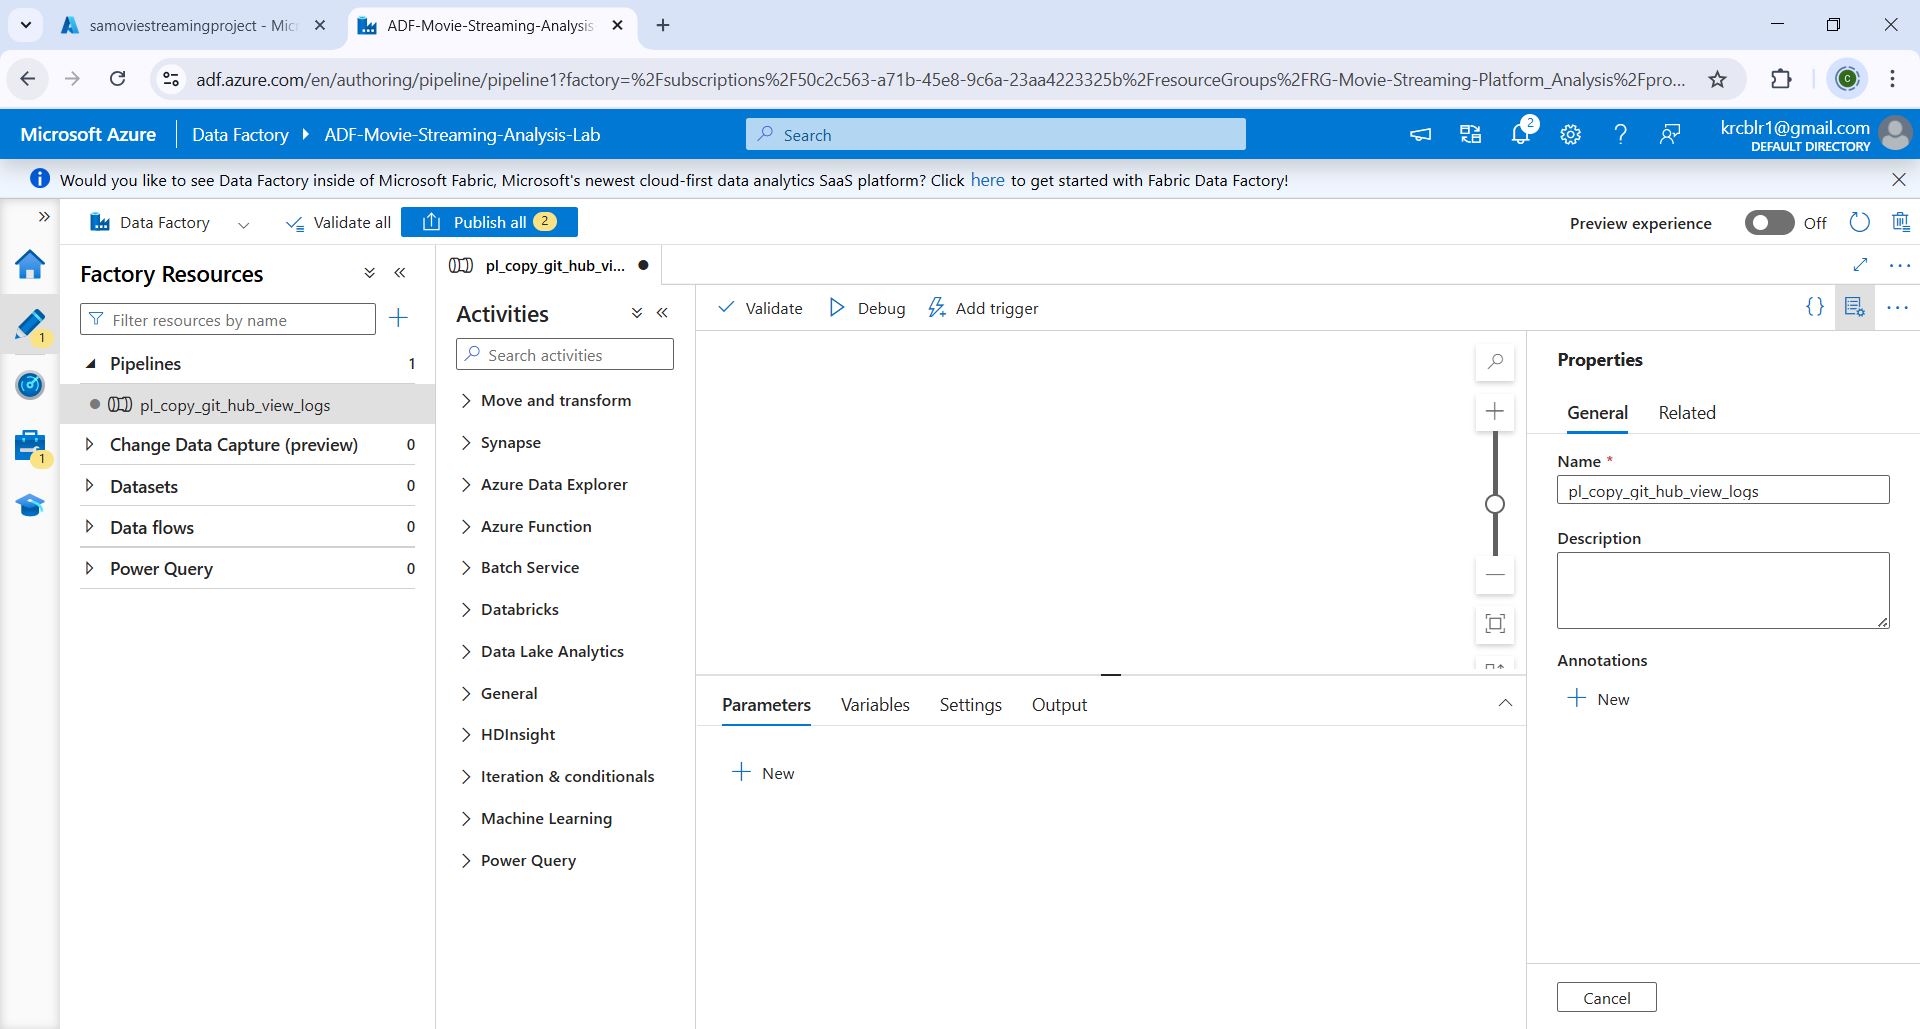 samoviestreamingproject - Micr
ADF-Movie-Streaming-Analysis
adf.azure.com/en/authoring/pipeline/pipeline1?factory=%2Fsubscriptions%2F50c2c563-a71b-45e8-9c6a-23aa4223325b%2FresourceGroups%2FRG-Movie-Streaming-Platform_Analysis%2Fpro...
C
Microsoft Azure
Data Factory
ADF-Movie-Streaming-Analysis-Lab
Search
2
krcblr1@gmail.com
DEFAULT DIRECTORY
Would you like to see Data Factory inside of Microsoft Fabric, Microsoft's newest cloud-first data analytics SaaS platform? Click here to get started with Fabric Data Factory!
Data Factory
Validate all
Publish all 2
Preview experience
Off
1
1
Factory Resources
Filter resources by name
Pipelines 1
pl_copy_git_hub_view_logs
Change Data Capture (preview) 0
Datasets 0
Data flows 0
Power Query 0
pl_copy_git_hub_vi...
Activities
Search activities
Move and transform
Synapse
Azure Data Explorer
Azure Function
Batch Service
Databricks
Data Lake Analytics
General
HDInsight
Iteration & conditionals
Machine Learning
Power Query
Validate
Debug
Add trigger
{}
Parameters
Variables
Settings
Output
New
Properties
General
Related
Name *
pl_copy_git_hub_view_logs
Description
Annotations
New
Cancel